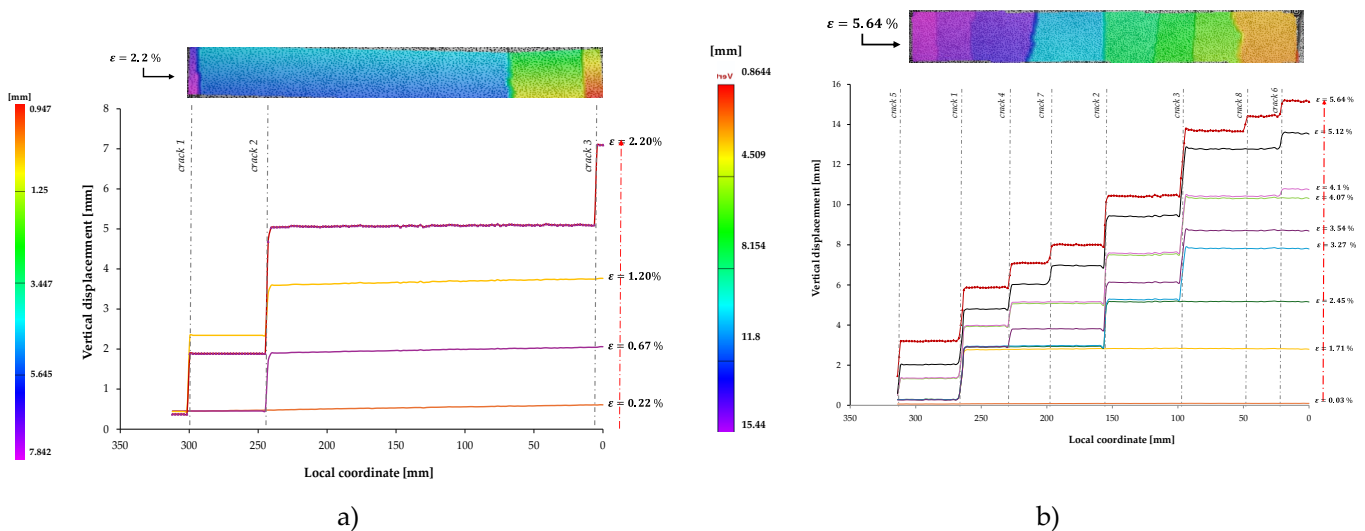 ε = 2.2 %
[mm]
0.947
1.25
3.447
5.645
7.842
Vertical displacemnent [mm]
8
7
6
5
4
3
2
1
0
crack 1
crack 2
crack 3
ε = 2.20%
ε = 1.20%
ε = 0.67 %
ε = 0.22 %
350
300
250
200
150
100
50
0
Local coordinate [mm]
a)
ε = 5.64 %
[mm]
0.8644
4.509
8.154
11.8
15.44
Vertical displacemnent [mm]
16
14
12
10
8
6
4
2
0
crack 5
crack 1
crack 4
crack 7
crack 2
crack 3
crack 8
crack 6
ε = 5.64 %
ε = 5.12 %
ε = 4.1 %
ε = 4.07 %
ε = 3.54 %
ε = 3.27 %
ε = 2.45 %
ε = 1.71 %
ε = 0.03 %
350
300
250
200
150
100
50
0
Local coordinate [mm]
b)